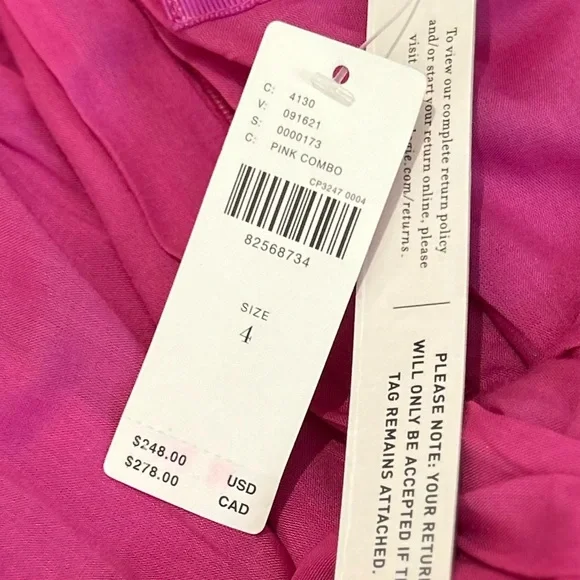 C: 4130
V: 091621
S: 0000173
C: PINK COMBO
CP3247 0004
82568734
SIZE
4
$248.00 USD
$278.00 CAD
To view our complete return policy
and/or start your return online, please
visit gie.com/returns.
PLEASE NOTE: YOUR RETUR
WILL ONLY BE ACCEPTED IF T
TAG REMAINS ATTACHED.